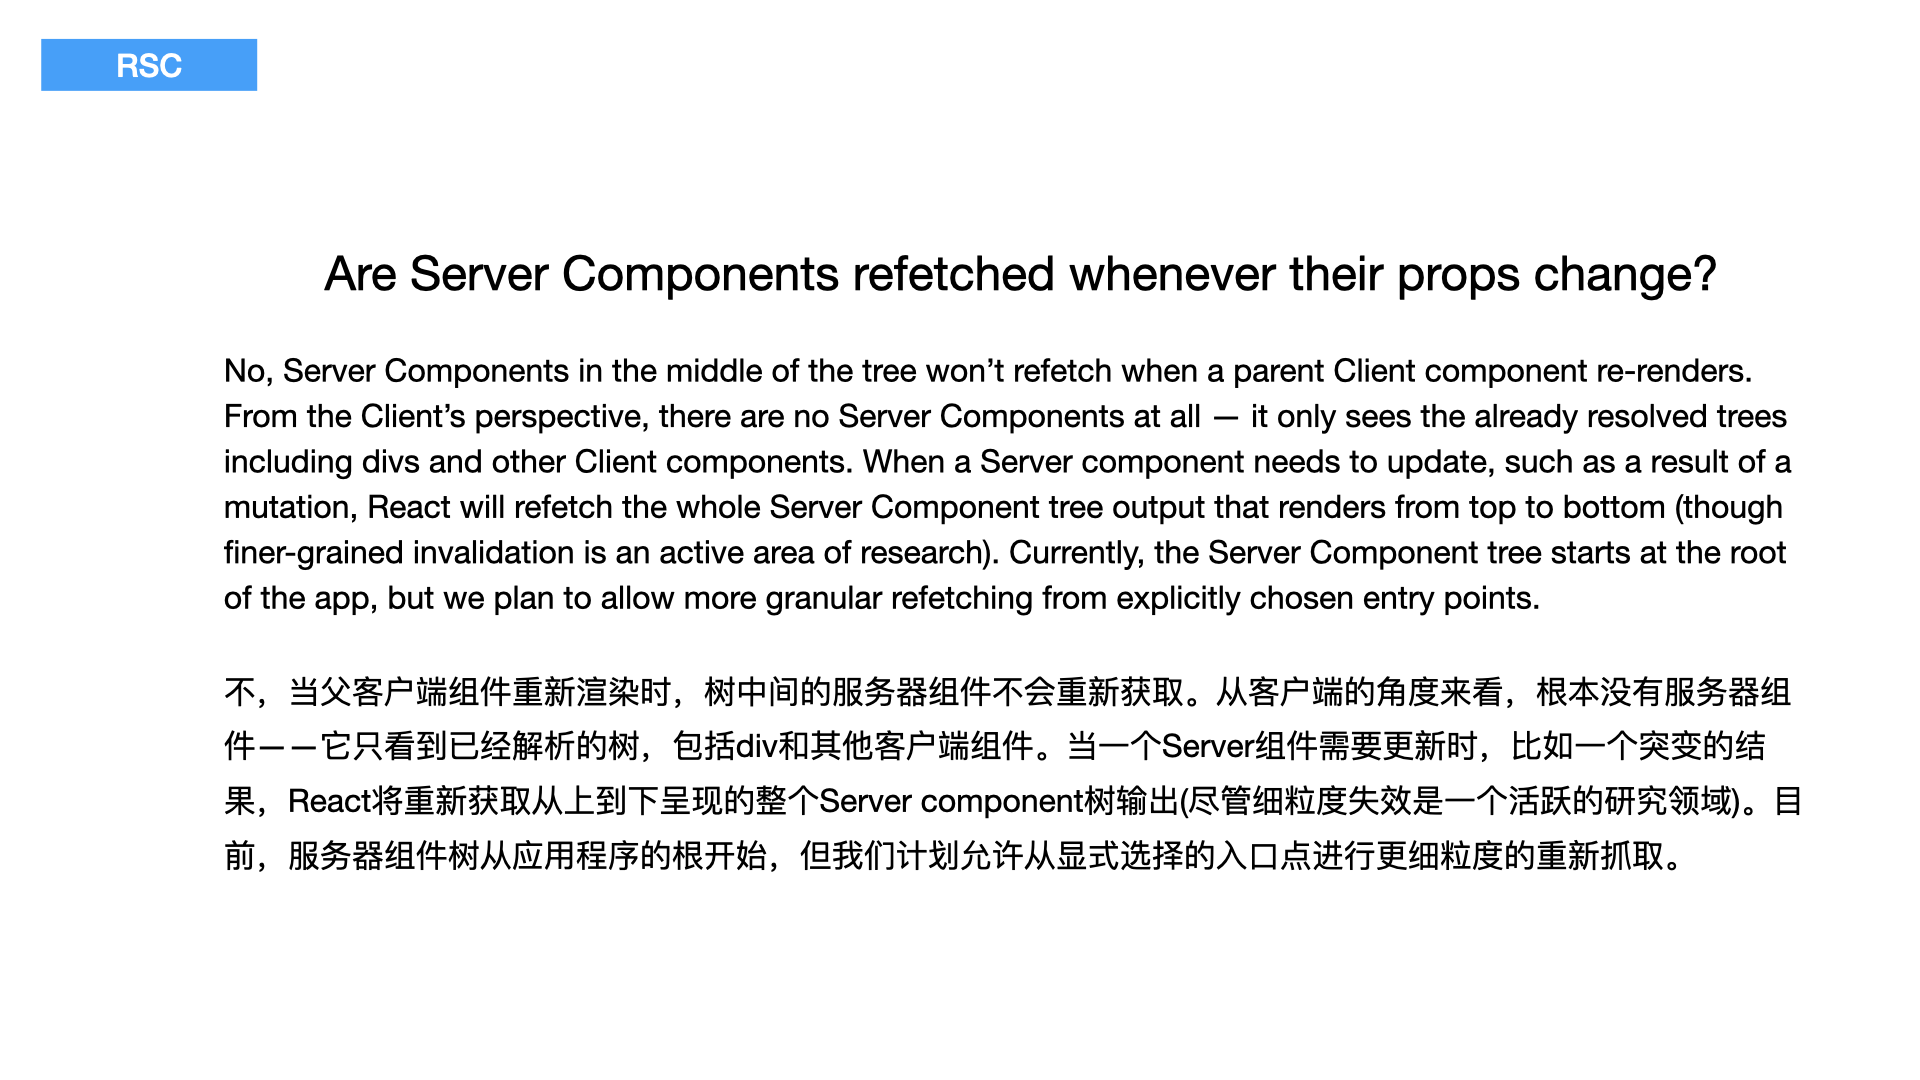 RSC
Are Server Components refetched whenever their props change?
No, Server Components in the middle of the tree won’t refetch when a parent Client component re-renders.
From the Client’s perspective, there are no Server Components at all — it only sees the already resolved trees
including divs and other Client components. When a Server component needs to update, such as a result of a
mutation, React will refetch the whole Server Component tree output that renders from top to bottom (though
finer-grained invalidation is an active area of research). Currently, the Server Component tree starts at the root
of the app, but we plan to allow more granular refetching from explicitly chosen entry points.
不，当父客户端组件重新渲染时，树中间的服务器组件不会重新获取。从客户端的角度来看，根本没有服务器组
件——它只看到已经解析的树，包括div和其他客户端组件。当一个Server组件需要更新时，比如一个突变的结
果，React将重新获取从上到下呈现的整个Server component树输出(尽管细粒度失效是一个活跃的研究领域)。目
前，服务器组件树从应用程序的根开始，但我们计划允许从显式选择的入口点进行更细粒度的重新抓取。